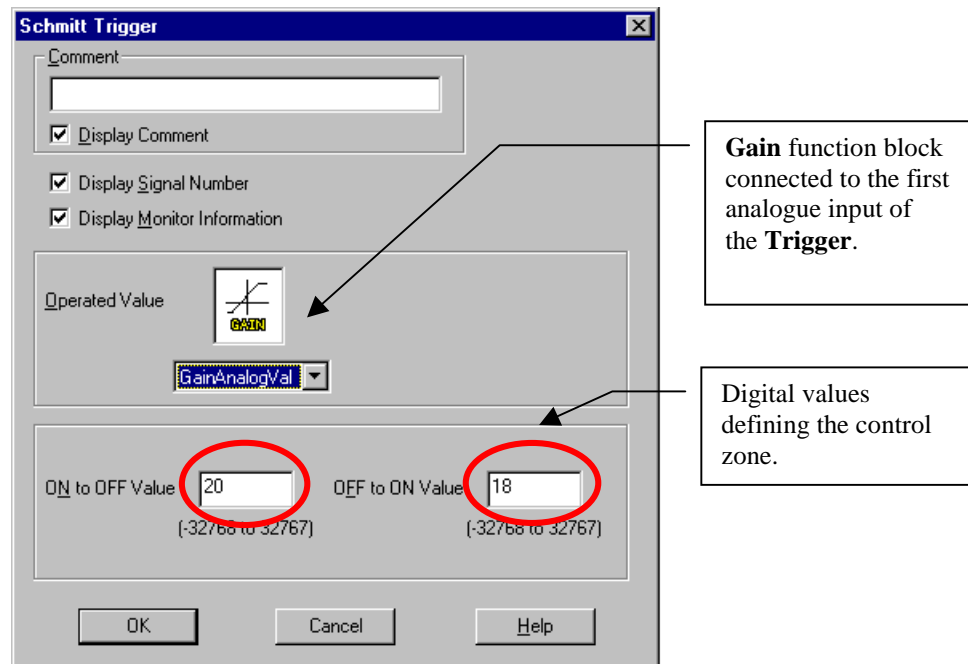 Schmitt Trigger
Comment
Display Comment
Display Signal Number
Display Monitor Information
Operated Value
GAIN
GainAnalogVal
ON to OFF Value
20
(-32768 to 32767)
OFF to ON Value
18
(-32768 to 32767)
OK
Cancel
Help
Gain function block
connected to the first
analogue input of
the Trigger.
Digital values
defining the control
zone.